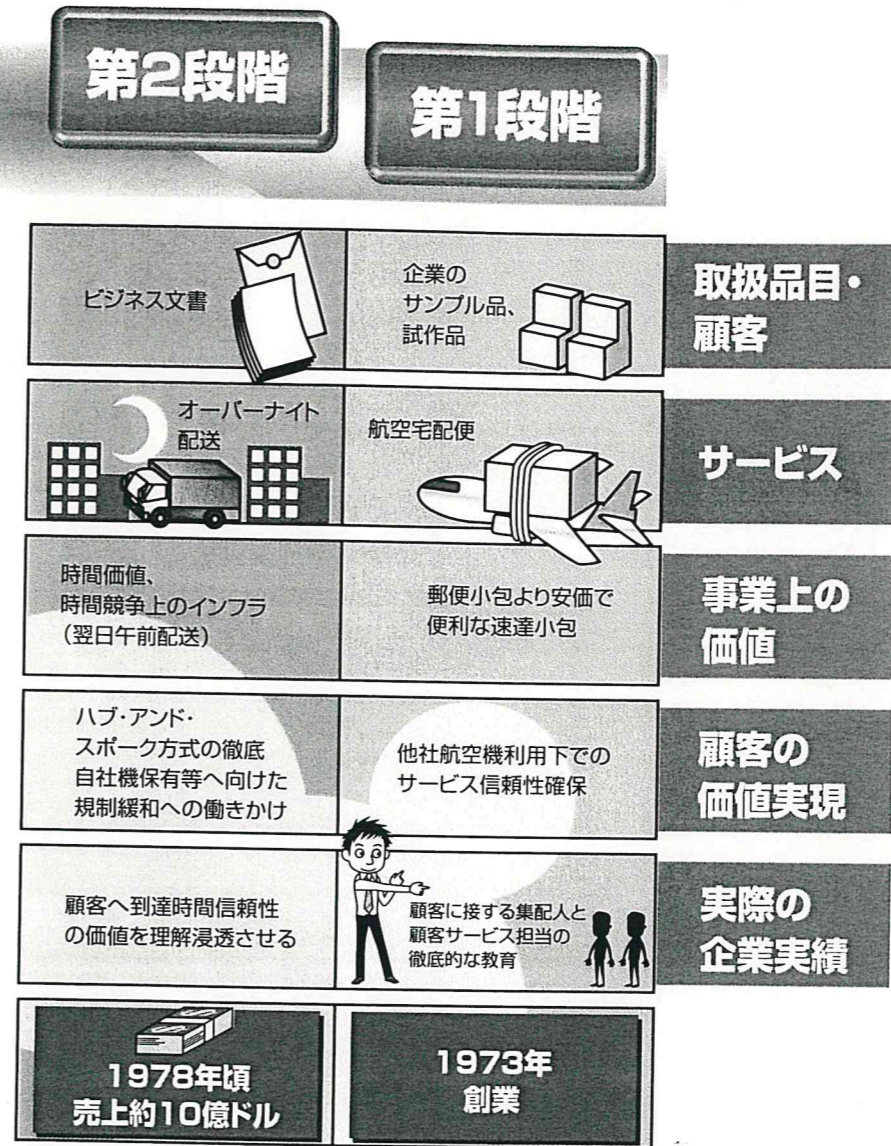 第1段階
第2段階
取扱品目・
顧客
企業の
サンプル品、
試作品
ビジネス文書
サービス
航空宅配便
オーバーナイト
配送
事業上の
価値
郵便小包より安価で
便利な速達小包
時間価値、
時間競争上のインフラ
（翌日午前配送）
顧客の
価値実現
他社航空機利用下での
サービス信頼性確保
ハブ・アンド・
スポーク方式の徹底
自社機保有等へ向けた
規制緩和への働きかけ
実際の
企業実績
顧客に接する集配人と
顧客サービス担当の
徹底的な教育
顧客へ到達時間信頼性
の価値を理解浸透させる
1973年
創業
1978年頃
売上約10億ドル